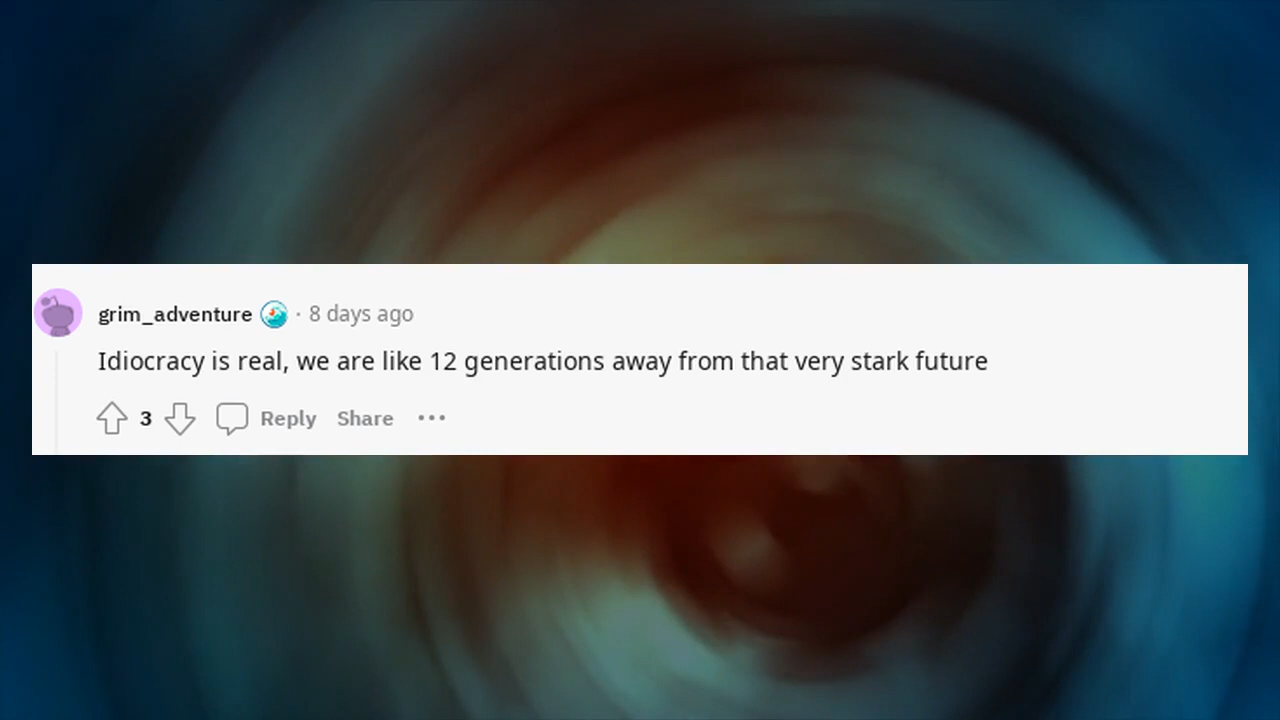 grim_adventure · 8 days ago
Idiocracy is real, we are like 12 generations away from that very stark future
3 Reply Share ···